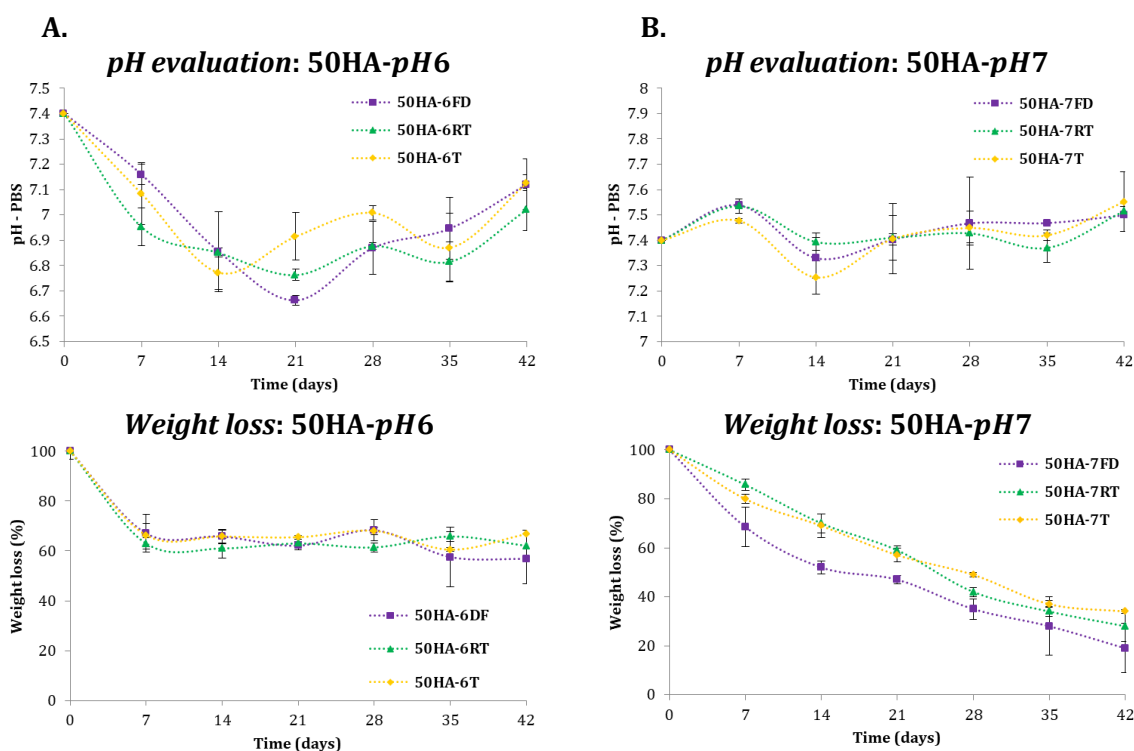 A.
pH evaluation: 50HA-pH6
7.5
7.4
7.3
7.2
7.1
7
6.9
6.8
6.7
6.6
6.5
pH - PBS
0 7 14 21 28 35 42
Time (days)
50HA-6FD
50HA-6RT
50HA-6T
B.
pH evaluation: 50HA-pH7
8
7.9
7.8
7.7
7.6
7.5
7.4
7.3
7.2
7.1
7
pH - PBS
0 7 14 21 28 35 42
Time (days)
50HA-7FD
50HA-7RT
50HA-7T
Weight loss: 50HA-pH6
100
80
60
40
20
0
Weight loss (%)
0 7 14 21 28 35 42
Time (days)
50HA-6DF
50HA-6RT
50HA-6T
Weight loss: 50HA-pH7
100
80
60
40
20
0
Weight loss (%)
0 7 14 21 28 35 42
Time (days)
50HA-7FD
50HA-7RT
50HA-7T